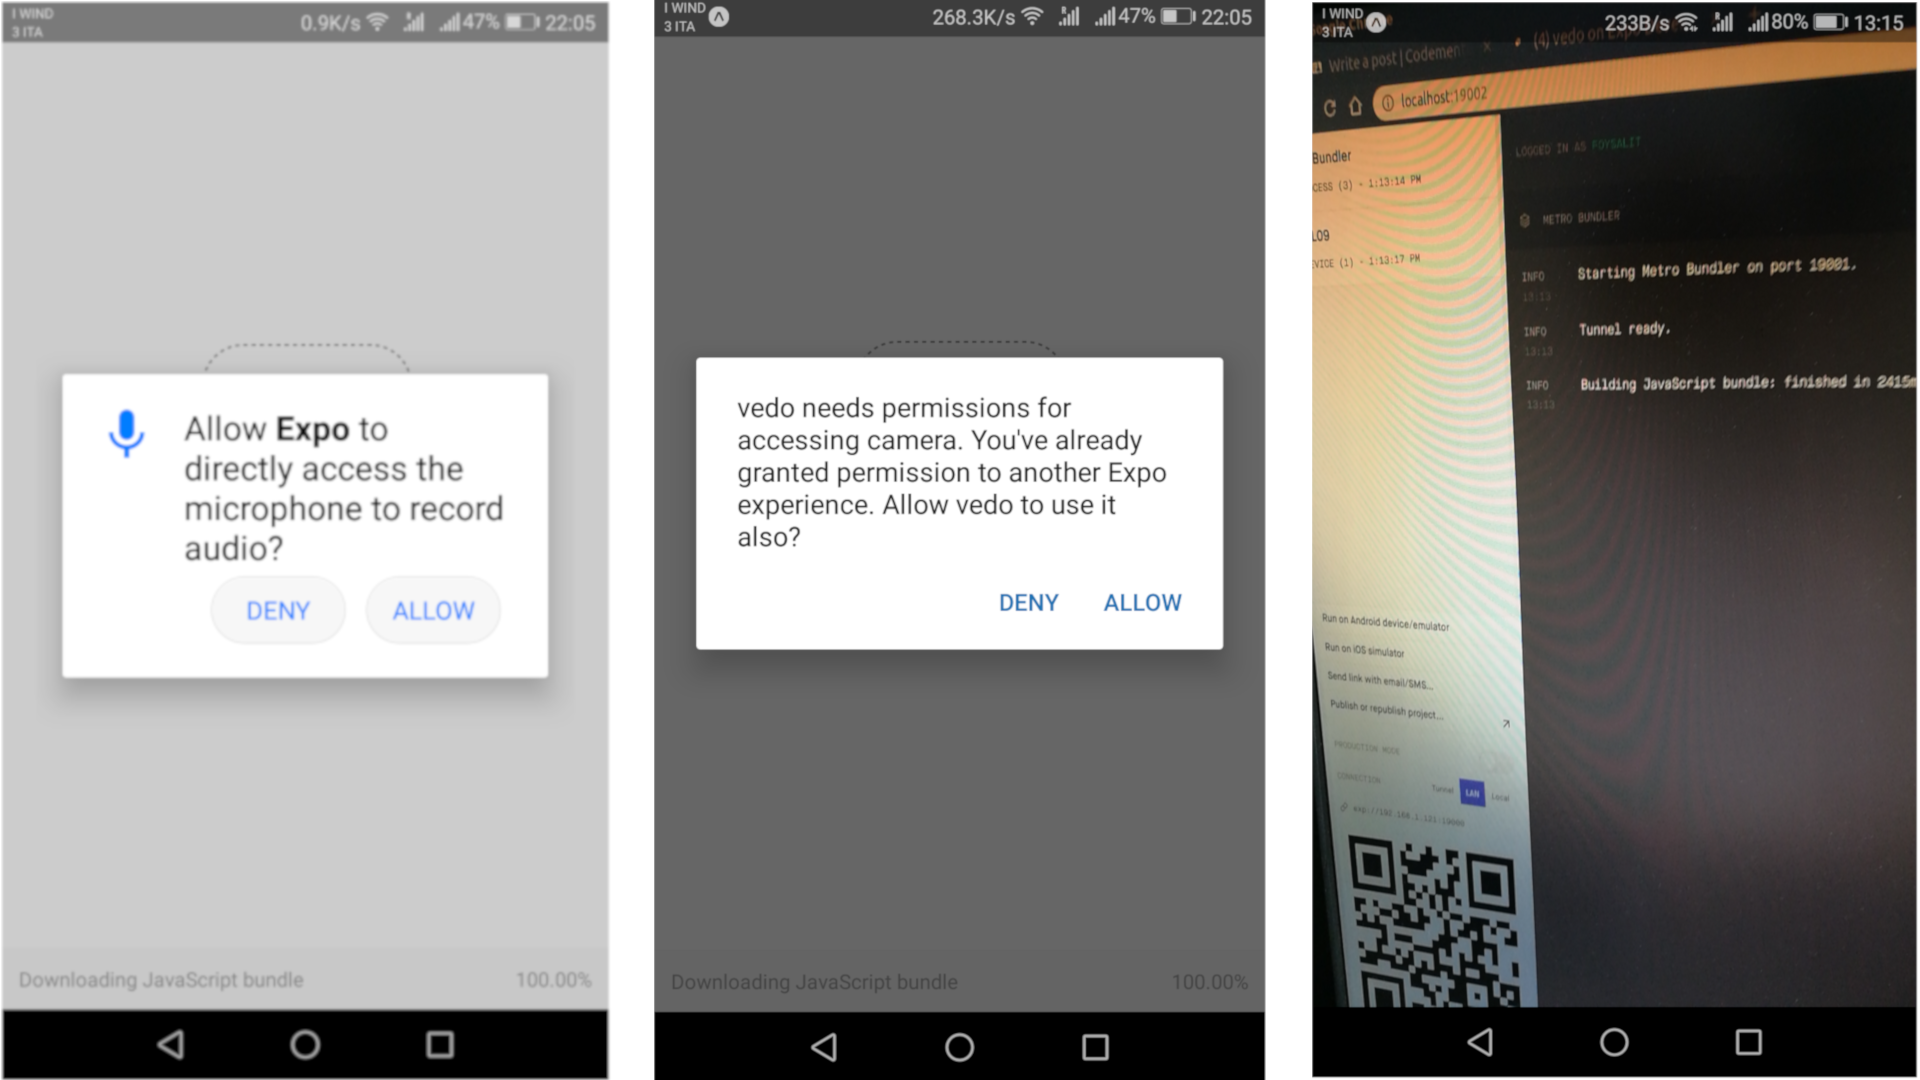 I WIND
3 ITA
0.9K/s
47%
22:05
Allow Expo to
directly access the
microphone to record
audio?
DENY
ALLOW
Downloading JavaScript bundle
100.00%
I WIND
3 ITA
268.3K/s
47%
22:05
vedo needs permissions for
accessing camera. You've already
granted permission to another Expo
experience. Allow vedo to use it
also?
DENY
ALLOW
Downloading JavaScript bundle
100.00%
I WIND
3 ITA
233B/s
80%
13:15
(4) vedo on Expo
Write a post | Codemen
localhost:19002
Bundler
CESS (3) - 1:13:14 PM
L09
VICE (1) - 1:13:17 PM
LOGGED IN AS FOYSALIT
METRO BUNDLER
INFO
13:13
Starting Metro Bundler on port 19001.
INFO
13:13
Tunnel ready.
INFO
13:13
Building JavaScript bundle: finished in 2415m
Run on Android device/emulator
Run on iOS simulator
Send link with email/SMS...
Publish or republish project...
PRODUCTION MODE
CONNECTION
Tunnel
LAN
Local
exp://192.168.1.121:19000